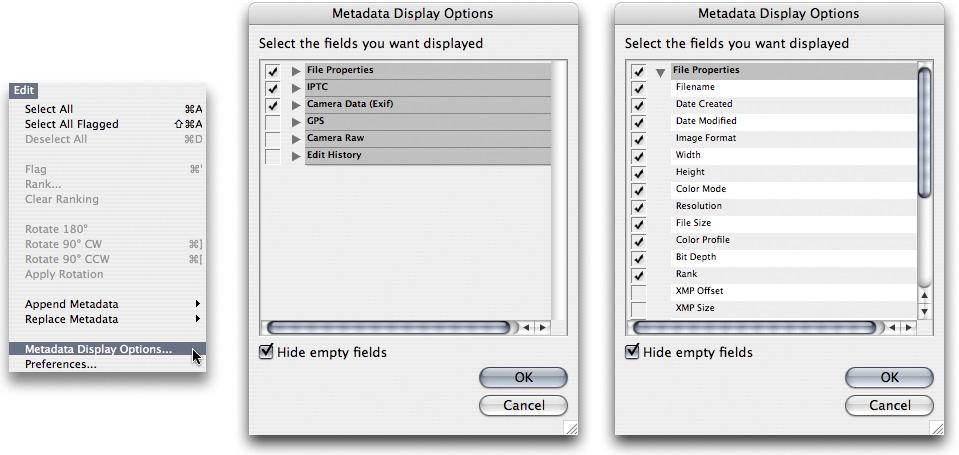 Edit
Select All ⌘A
Select All Flagged ⇧⌘A
Deselect All ⌘D
Flag ⌘'
Rank...
Clear Ranking
Rotate 180°
Rotate 90° CW ⌘]
Rotate 90° CCW ⌘[
Apply Rotation
Append Metadata
Replace Metadata
Metadata Display Options...
Preferences...
Metadata Display Options
Select the fields you want displayed
File Properties
IPTC
Camera Data (Exif)
GPS
Camera Raw
Edit History
Hide empty fields
OK
Cancel
Metadata Display Options
Select the fields you want displayed
File Properties
Filename
Date Created
Date Modified
Image Format
Width
Height
Color Mode
Resolution
File Size
Color Profile
Bit Depth
Rank
XMP Offset
XMP Size
Hide empty fields
OK
Cancel